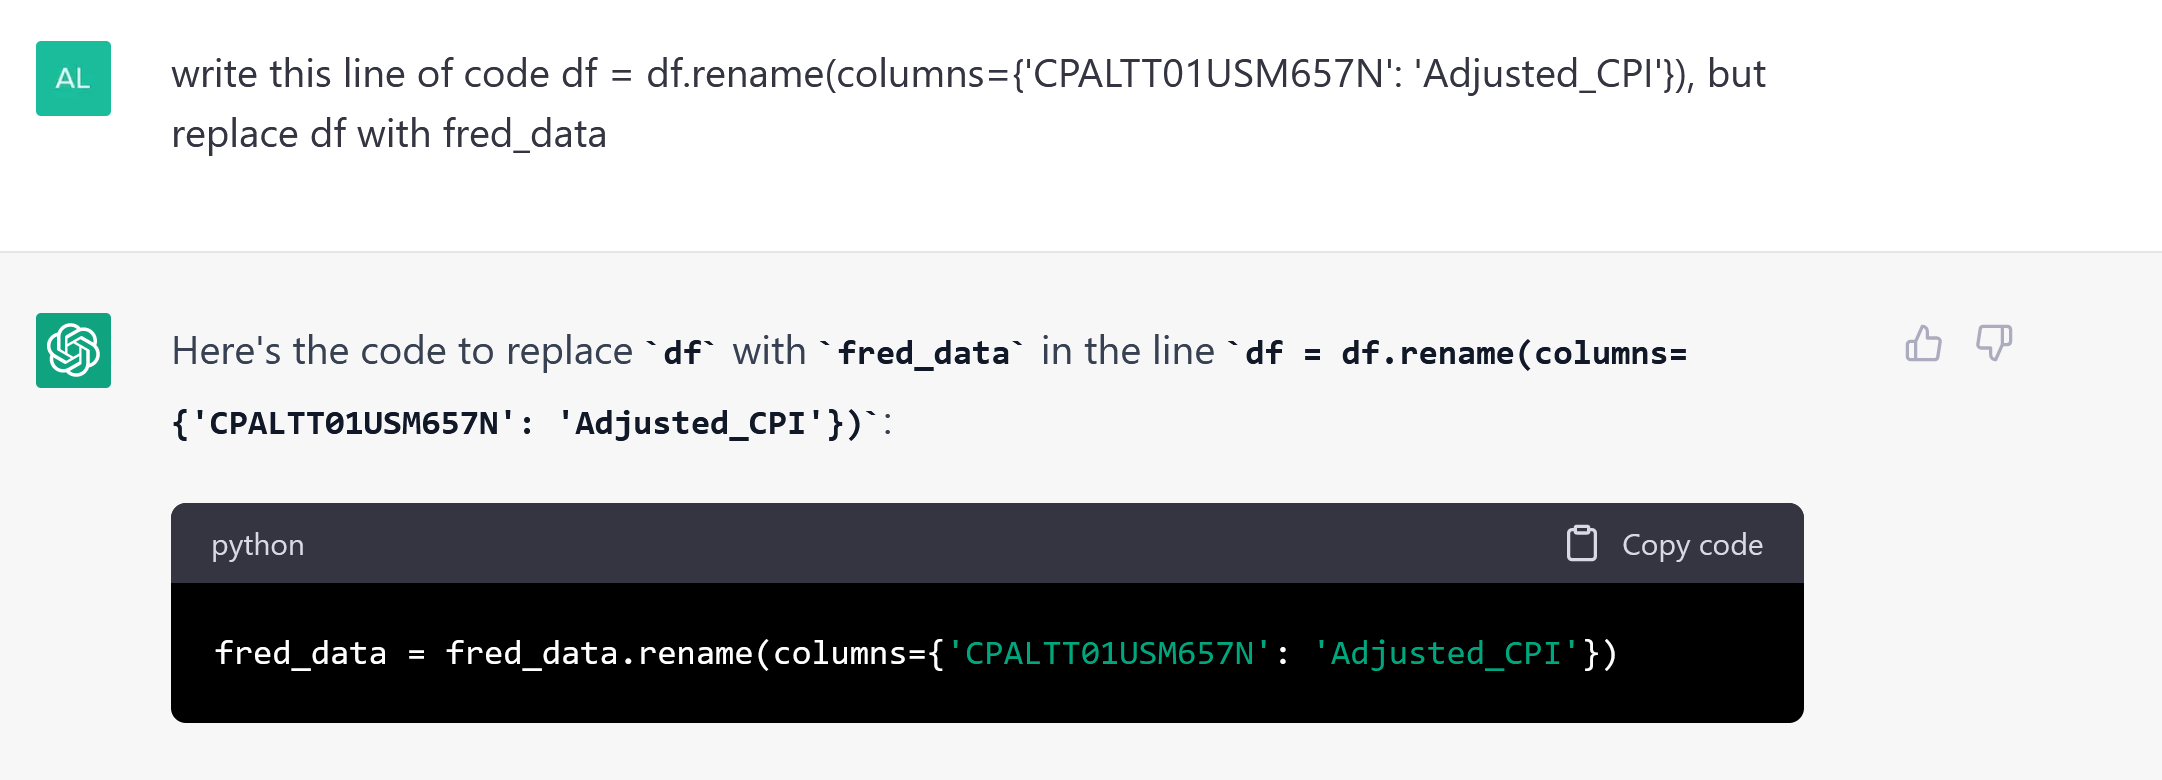 AL
write this line of code df = df.rename(columns={'CPALTT01USM657N': 'Adjusted_CPI'}), but
replace df with fred_data
Here's the code to replace `df` with `fred_data` in the line `df = df.rename(columns=
{'CPALTT01USM657N': 'Adjusted_CPI'})`:
python Copy code
fred_data = fred_data.rename(columns={'CPALTT01USM657N': 'Adjusted_CPI'})